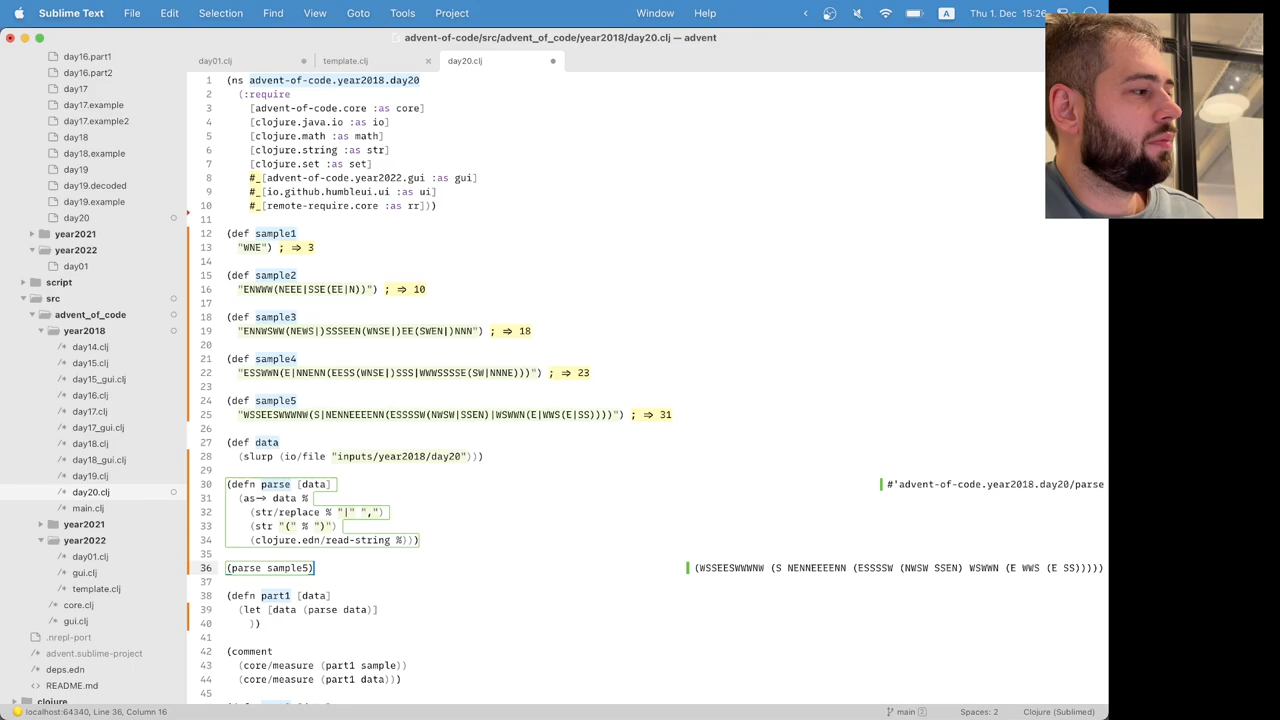 Sublime Text File Edit Selection Find View Goto Tools Project Window Help A Thu 1. Dec 15:26
advent-of-code/src/advent_of_code/year2018/day20.clj — advent
day16.part1
day16.part2
day17
day17.example
day17.example2
day18
day18.example
day19
day19.decoded
day19.example
day20
year2021
year2022
day01
script
src
advent_of_code
year2018
day14.clj
day15.clj
day15_gui.clj
day16.clj
day17.clj
day17_gui.clj
day18.clj
day18_gui.clj
day19.clj
day20.clj
main.clj
year2021
year2022
day01.clj
gui.clj
template.clj
core.clj
gui.clj
.nrepl-port
advent.sublime-project
deps.edn
README.md
clojure
day01.clj template.clj day20.clj
1 (ns advent-of-code.year2018.day20
2 (:require
3 [advent-of-code.core :as core]
4 [clojure.java.io :as io]
5 [clojure.math :as math]
6 [clojure.string :as str]
7 [clojure.set :as set]
8 #_[advent-of-code.year2022.gui :as gui]
9 #_[io.github.humbleui.ui :as ui]
10 #_[remote-require.core :as rr]))
11
12 (def sample1
13 "WNE") ; => 3
14
15 (def sample2
16 "ENWWW(NEEE|SSE(EE|N))") ; => 10
17
18 (def sample3
19 "ENNWSWW(NEWS|)SSSEEN(WNSE|)EE(SWEN|)NNN") ; => 18
20
21 (def sample4
22 "ESSWWN(E|NNENN(EESS(WNSE|)SSS|WWWSSSSE(SW|NNNE)))") ; => 23
23
24 (def sample5
25 "WSSEESWWWNW(S|NENNEEEENN(ESSSSW(NWSW|SSEN)|WSWWN(E|WWS(E|SS))))") ; => 31
26
27 (def data
28 (slurp (io/file "inputs/year2018/day20")))
29
30 (defn parse [data] #'advent-of-code.year2018.day20/parse
31 (as-> data %
32 (str/replace % "|" ",")
33 (str "(" % ")")
34 (clojure.edn/read-string %)))
35
36 (parse sample5) (WSSEESWWWNW (S NENNEEEENN (ESSSSW (NWSW SSEN) WSWWN (E WWS (E SS)))))
37
38 (defn part1 [data]
39 (let [data (parse data)]
40 ))
41
42 (comment
43 (core/measure (part1 sample))
44 (core/measure (part1 data)))
45
localhost:64340, Line 36, Column 16 main 2 Spaces: 2 Clojure (Sublimed)